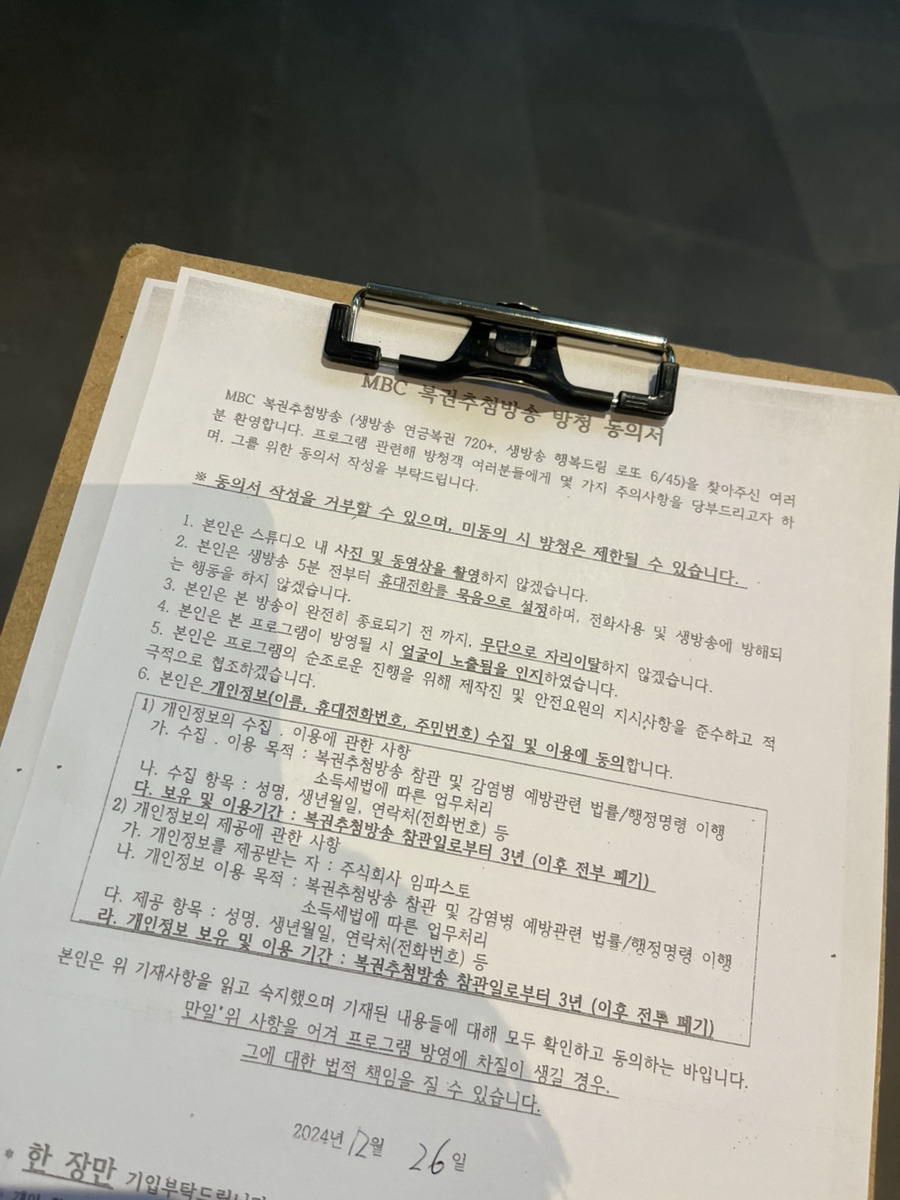 MBC 복권추첨방송 방청 동의서
MBC 복권추첨방송 (생방송 연금복권 720+, 생방송 행복드림 로또 6/45)을 찾아주신 여러
분 환영합니다. 프로그램 관련해 방청객 여러분들에게 몇 가지 주의사항을 당부드리고자 하
며, 그를 위한 동의서 작성을 부탁드립니다.
※ 동의서 작성을 거부할 수 있으며, 미동의 시 방청은 제한될 수 있습니다.
1. 본인은 스튜디오 내 사진 및 동영상을 촬영하지 않겠습니다.
2. 본인은 생방송 5분 전부터 휴대전화를 묵음으로 설정하며, 전화사용 및 생방송에 방해되
는 행동을 하지 않겠습니다.
3. 본인은 본 방송이 완전히 종료되기 전 까지, 무단으로 자리이탈하지 않겠습니다.
4. 본인은 본 프로그램이 방영될 시 얼굴이 노출됨을 인지하였습니다.
5. 본인은 프로그램의 순조로운 진행을 위해 제작진 및 안전요원의 지시사항을 준수하고 적
극적으로 협조하겠습니다.
6. 본인은 개인정보(이름, 휴대전화번호, 주민번호) 수집 및 이용에 동의합니다.
1) 개인정보의 수집 . 이용에 관한 사항
가. 수집 . 이용 목적 : 복권추첨방송 참관 및 감염병 예방관련 법률/행정명령 이행
소득세법에 따른 업무처리
나. 수집 항목 : 성명, 생년월일, 연락처(전화번호) 등
다. 보유 및 이용기간 : 복권추첨방송 참관일로부터 3년 (이후 전부 폐기)
2) 개인정보의 제공에 관한 사항
가. 개인정보를 제공받는 자 : 주식회사 임파스토
나. 개인정보 이용 목적 : 복권추첨방송 참관 및 감염병 예방관련 법률/행정명령 이행
소득세법에 따른 업무처리
다. 제공 항목 : 성명, 생년월일, 연락처(전화번호) 등
라. 개인정보 보유 및 이용 기간 : 복권추첨방송 참관일로부터 3년 (이후 전부 폐기)
본인은 위 기재사항을 읽고 숙지했으며 기재된 내용들에 대해 모두 확인하고 동의하는 바입니다.
만일 위 사항을 어겨 프로그램 방영에 차질이 생길 경우,
그에 대한 법적 책임을 질 수 있습니다.
2024년 12월 26일
* 한 장만 기입부탁드립니다